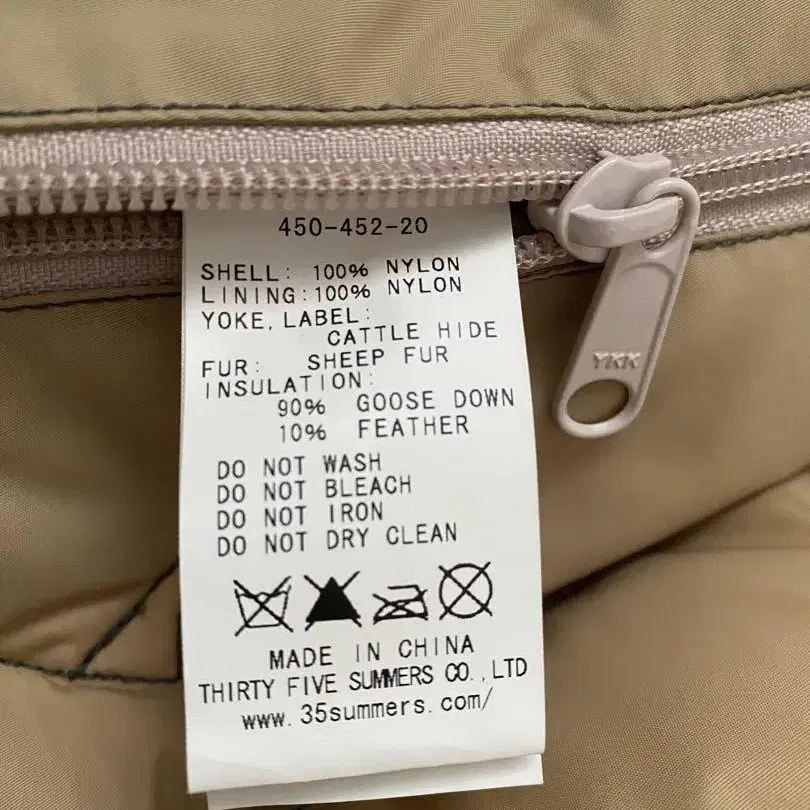 450-452-20
SHELL: 100% NYLON
LINING:100% NYLON
YOKE, LABEL:
CATTLE HIDE
FUR: SHEEP FUR
INSULATION:
90% GOOSE DOWN
10% FEATHER
DO NOT WASH
DO NOT BLEACH
DO NOT IRON
DO NOT DRY CLEAN
MADE IN CHINA
THIRTY FIVE SUMMERS CO.,LTD
www.35summers.com/
YKK